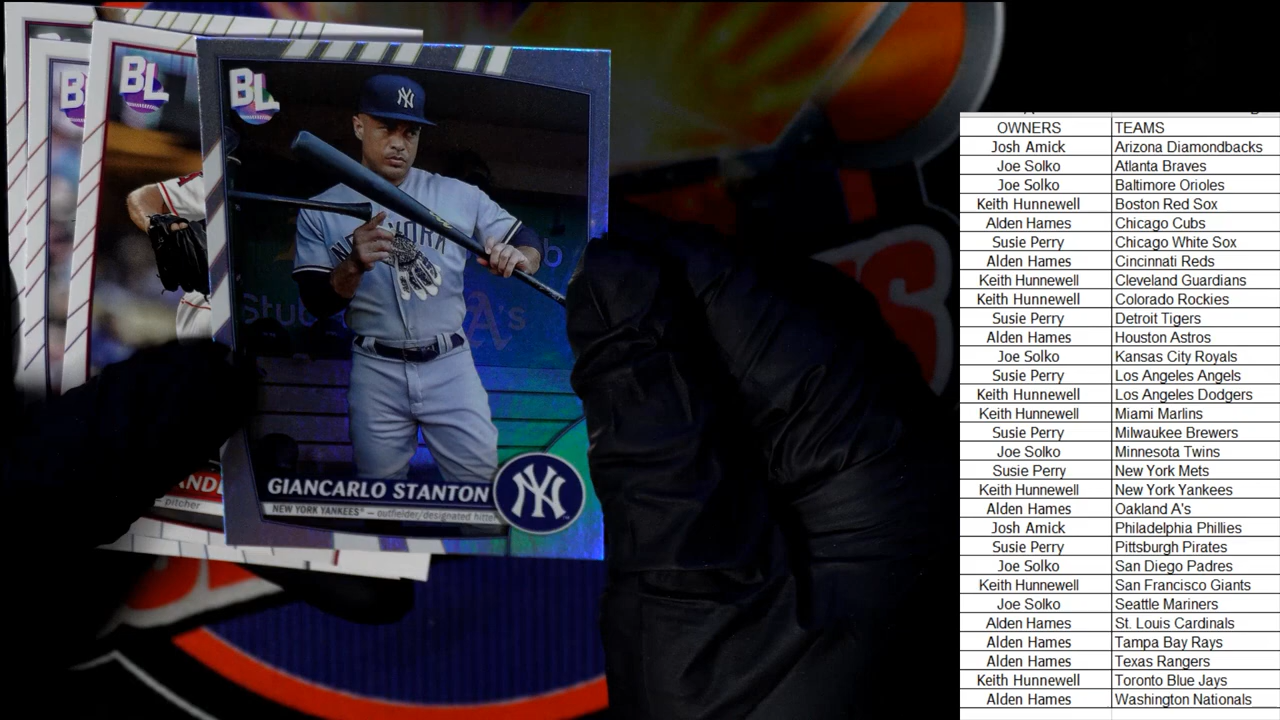 BL
BL
BL
NY
NEW YORK
Stub
b
A's
GIANCARLO STANTON
NY
NEW YORK YANKEES® – outfielder/designated hitter
pitcher
OWNERS TEAMS
Josh Amick Arizona Diamondbacks
Joe Solko Atlanta Braves
Joe Solko Baltimore Orioles
Keith Hunnewell Boston Red Sox
Alden Hames Chicago Cubs
Susie Perry Chicago White Sox
Alden Hames Cincinnati Reds
Keith Hunnewell Cleveland Guardians
Keith Hunnewell Colorado Rockies
Susie Perry Detroit Tigers
Alden Hames Houston Astros
Joe Solko Kansas City Royals
Susie Perry Los Angeles Angels
Keith Hunnewell Los Angeles Dodgers
Keith Hunnewell Miami Marlins
Susie Perry Milwaukee Brewers
Joe Solko Minnesota Twins
Susie Perry New York Mets
Keith Hunnewell New York Yankees
Alden Hames Oakland A's
Josh Amick Philadelphia Phillies
Susie Perry Pittsburgh Pirates
Joe Solko San Diego Padres
Keith Hunnewell San Francisco Giants
Joe Solko Seattle Mariners
Alden Hames St. Louis Cardinals
Alden Hames Tampa Bay Rays
Alden Hames Texas Rangers
Keith Hunnewell Toronto Blue Jays
Alden Hames Washington Nationals